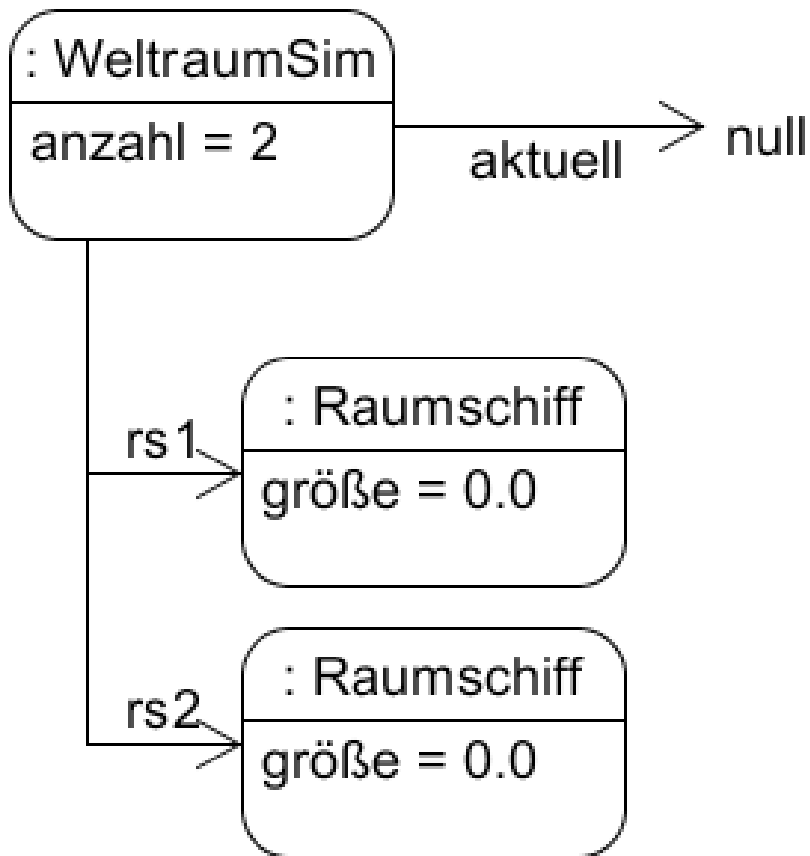 : WeltraumSim
anzahl = 2
aktuell
null
rs1
: Raumschiff
größe = 0.0
rs2
: Raumschiff
größe = 0.0